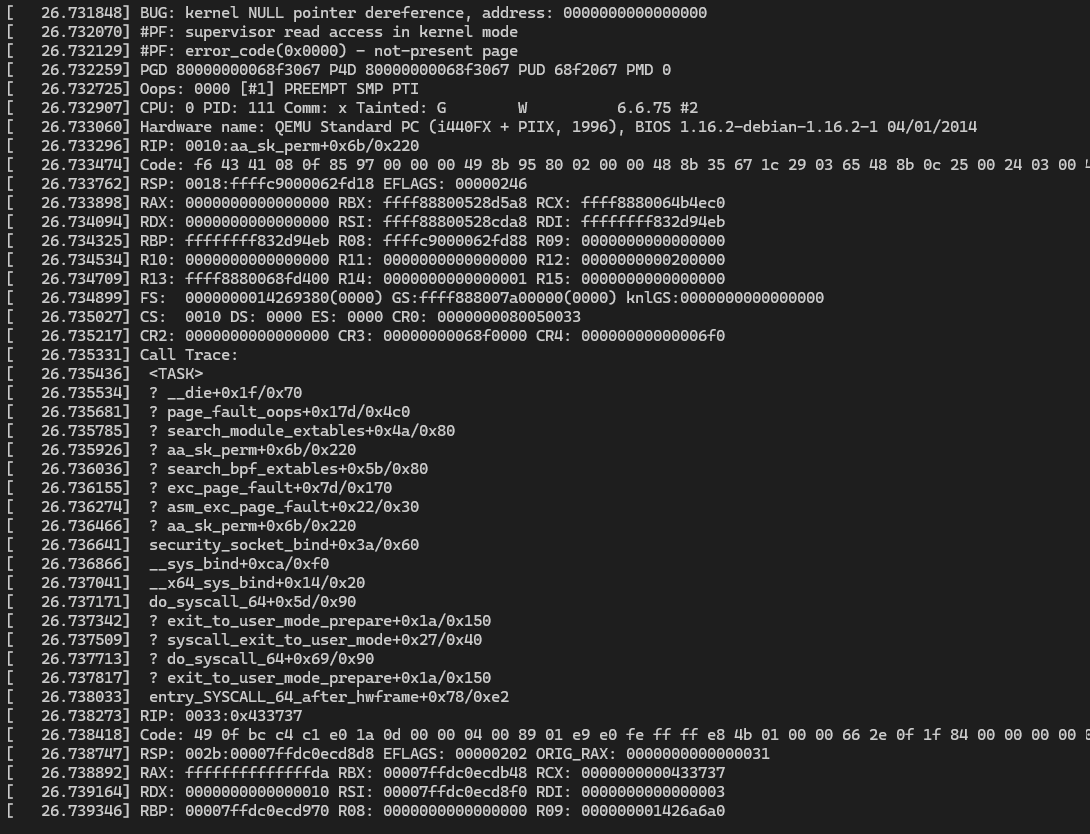 [   26.731848] BUG: kernel NULL pointer dereference, address: 0000000000000000
[   26.732070] #PF: supervisor read access in kernel mode
[   26.732129] #PF: error_code(0x0000) - not-present page
[   26.732259] PGD 80000000068f3067 P4D 80000000068f3067 PUD 68f2067 PMD 0
[   26.732725] Oops: 0000 [#1] PREEMPT SMP PTI
[   26.732907] CPU: 0 PID: 111 Comm: x Tainted: G        W          6.6.75 #2
[   26.733060] Hardware name: QEMU Standard PC (i440FX + PIIX, 1996), BIOS 1.16.2-debian-1.16.2-1 04/01/2014
[   26.733296] RIP: 0010:aa_sk_perm+0x6b/0x220
[   26.733474] Code: f6 43 41 08 0f 85 97 00 00 00 49 8b 95 80 02 00 00 48 8b 35 67 1c 29 03 65 48 8b 0c 25 00 24 03 00
[   26.733762] RSP: 0018:ffffc9000062fd18 EFLAGS: 00000246
[   26.733898] RAX: 0000000000000000 RBX: ffff88800528d5a8 RCX: ffff8880064b4ec0
[   26.734094] RDX: 0000000000000000 RSI: ffff88800528cda8 RDI: ffffffff832d94eb
[   26.734325] RBP: ffffffff832d94eb R08: ffffc9000062fd88 R09: 0000000000000000
[   26.734534] R10: 0000000000000000 R11: 0000000000000000 R12: 0000000000200000
[   26.734709] R13: ffff8880068fd400 R14: 0000000000000001 R15: 0000000000000000
[   26.734899] FS:  0000000014269380(0000) GS:ffff888007a00000(0000) knlGS:0000000000000000
[   26.735027] CS:  0010 DS: 0000 ES: 0000 CR0: 0000000080050033
[   26.735217] CR2: 0000000000000000 CR3: 00000000068f0000 CR4: 00000000000006f0
[   26.735331] Call Trace:
[   26.735436]  <TASK>
[   26.735534]  ? __die+0x1f/0x70
[   26.735681]  ? page_fault_oops+0x17d/0x4c0
[   26.735785]  ? search_module_extables+0x4a/0x80
[   26.735926]  ? aa_sk_perm+0x6b/0x220
[   26.736036]  ? search_bpf_extables+0x5b/0x80
[   26.736155]  ? exc_page_fault+0x7d/0x170
[   26.736274]  ? asm_exc_page_fault+0x22/0x30
[   26.736466]  ? aa_sk_perm+0x6b/0x220
[   26.736641]  security_socket_bind+0x3a/0x60
[   26.736866]  __sys_bind+0xca/0xf0
[   26.737041]  __x64_sys_bind+0x14/0x20
[   26.737171]  do_syscall_64+0x5d/0x90
[   26.737342]  ? exit_to_user_mode_prepare+0x1a/0x150
[   26.737509]  ? syscall_exit_to_user_mode+0x27/0x40
[   26.737713]  ? do_syscall_64+0x69/0x90
[   26.737817]  ? exit_to_user_mode_prepare+0x1a/0x150
[   26.738033]  entry_SYSCALL_64_after_hwframe+0x78/0xe2
[   26.738273] RIP: 0033:0x433737
[   26.738418] Code: 49 0f bc c4 c1 e0 1a 0d 00 00 04 00 89 01 e9 e0 fe ff ff e8 4b 01 00 00 66 2e 0f 1f 84 00 00 00 00
[   26.738747] RSP: 002b:00007ffdc0ecd8d8 EFLAGS: 00000202 ORIG_RAX: 0000000000000031
[   26.738892] RAX: ffffffffffffffda RBX: 00007ffdc0ecdb48 RCX: 0000000000433737
[   26.739164] RDX: 0000000000000010 RSI: 00007ffdc0ecd8f0 RDI: 0000000000000003
[   26.739346] RBP: 00007ffdc0ecd970 R08: 0000000000000000 R09: 000000001426a6a0